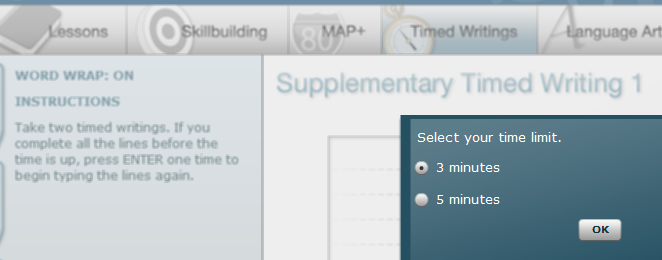 Lessons Skillbuilding MAP+ Timed Writings Language Art
80
WORD WRAP: ON
INSTRUCTIONS
Take two timed writings. If you
complete all the lines before the
time is up, press ENTER one time to
begin typing the lines again.
Supplementary Timed Writing 1
Select your time limit.
3 minutes
5 minutes
OK